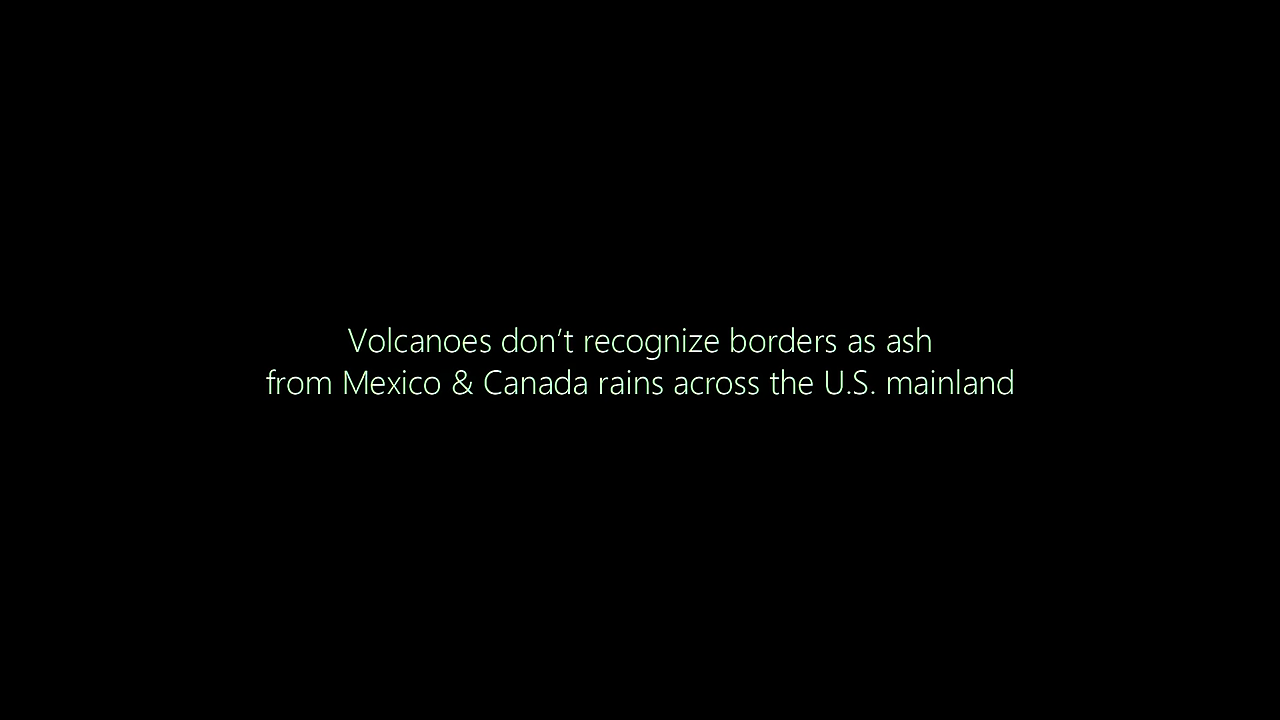 Volcanoes don’t recognize borders as ash
from Mexico & Canada rains across the U.S. mainland